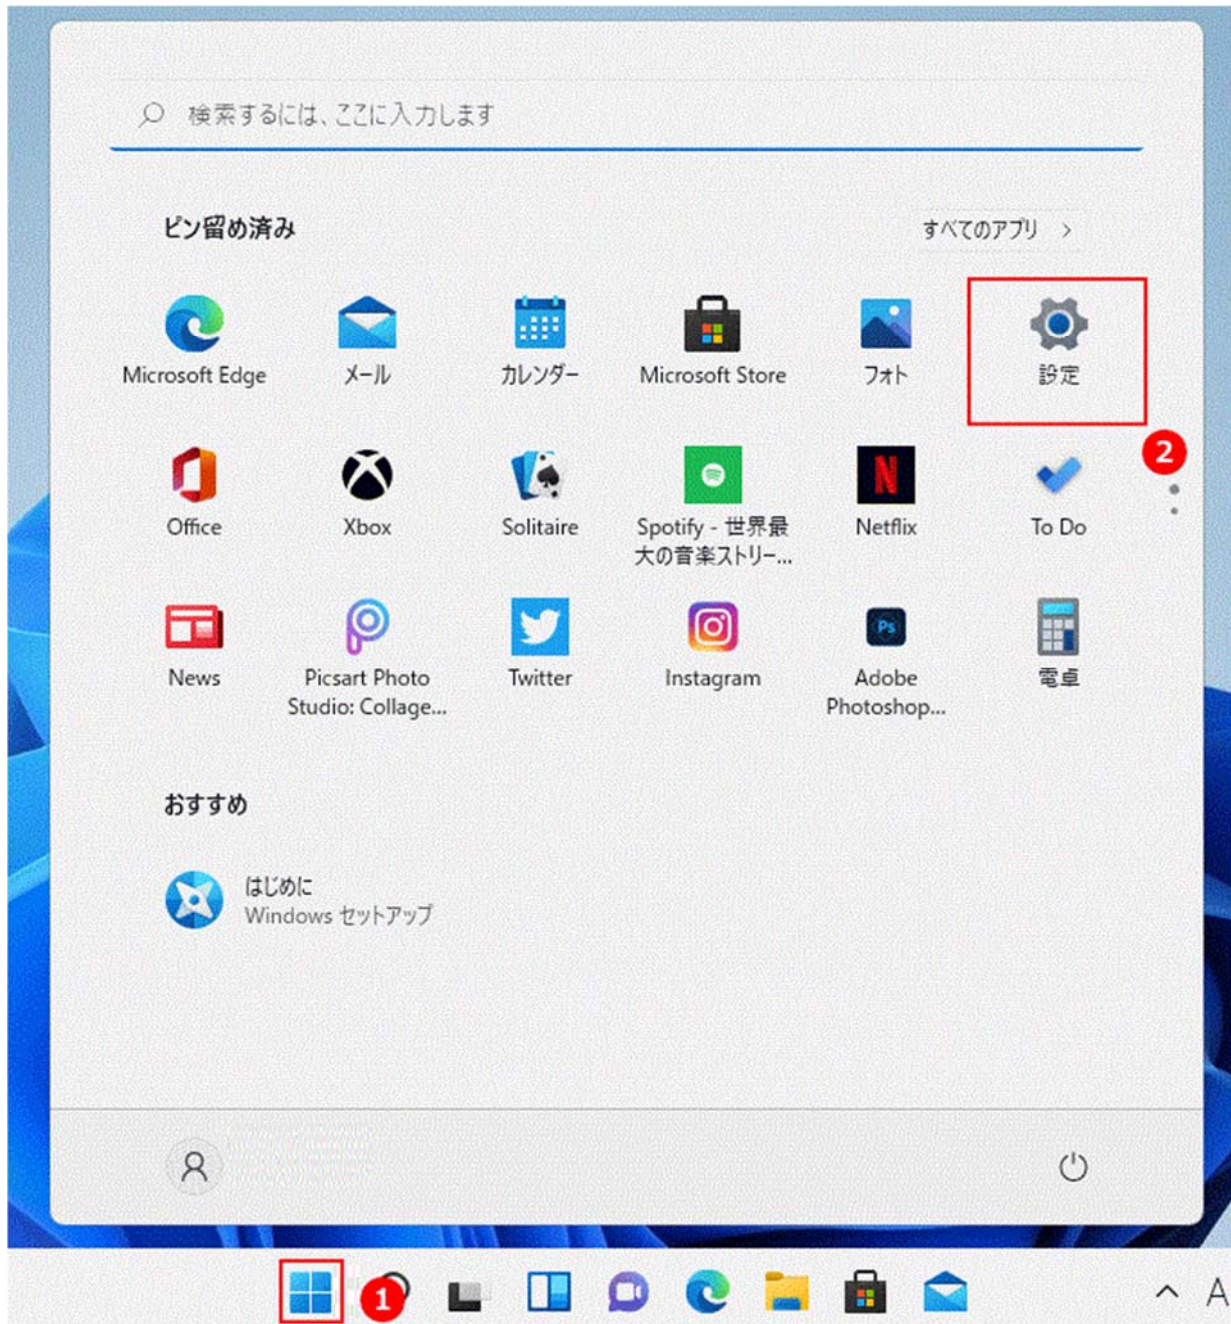 検索するには、ここに入力します
ピン留め済み
すべてのアプリ >
Microsoft Edge
メール
カレンダー
Microsoft Store
フォト
設定
2
Office
Xbox
Solitaire
Spotify - 世界最
大の音楽ストリー...
N
Netflix
To Do
News
Picsart Photo
Studio: Collage...
Twitter
Instagram
Ps
Adobe
Photoshop...
電卓
おすすめ
はじめに
Windows セットアップ
1
A